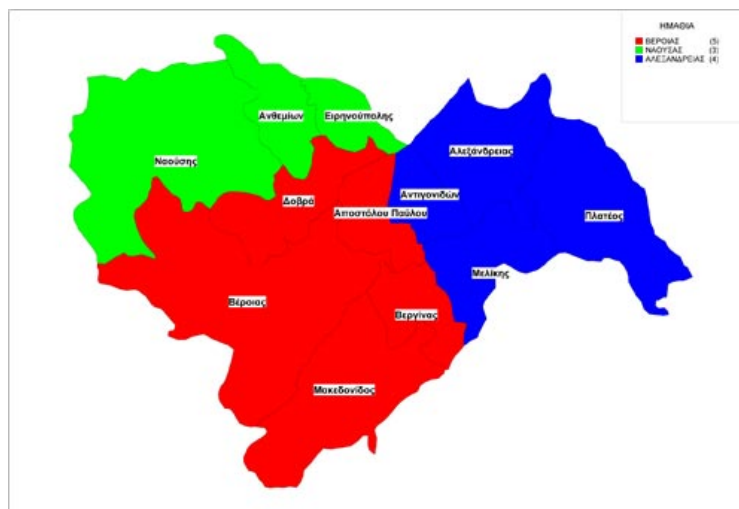 ΗΜΑΘΙΑ
ΒΕΡΟΙΑΣ (5)
ΝΑΟΥΣΑΣ (3)
ΑΛΕΞΑΝΔΡΕΙΑΣ (4)
Ανθεμίων
Ειρηνούπολης
Ναούσης
Αλεξάνδρειας
Δοβρά
Αντιγονιδών
Αποστόλου Παύλου
Πλατέος
Μελίκης
Βέροιας
Βεργίνας
Μακεδονίδος